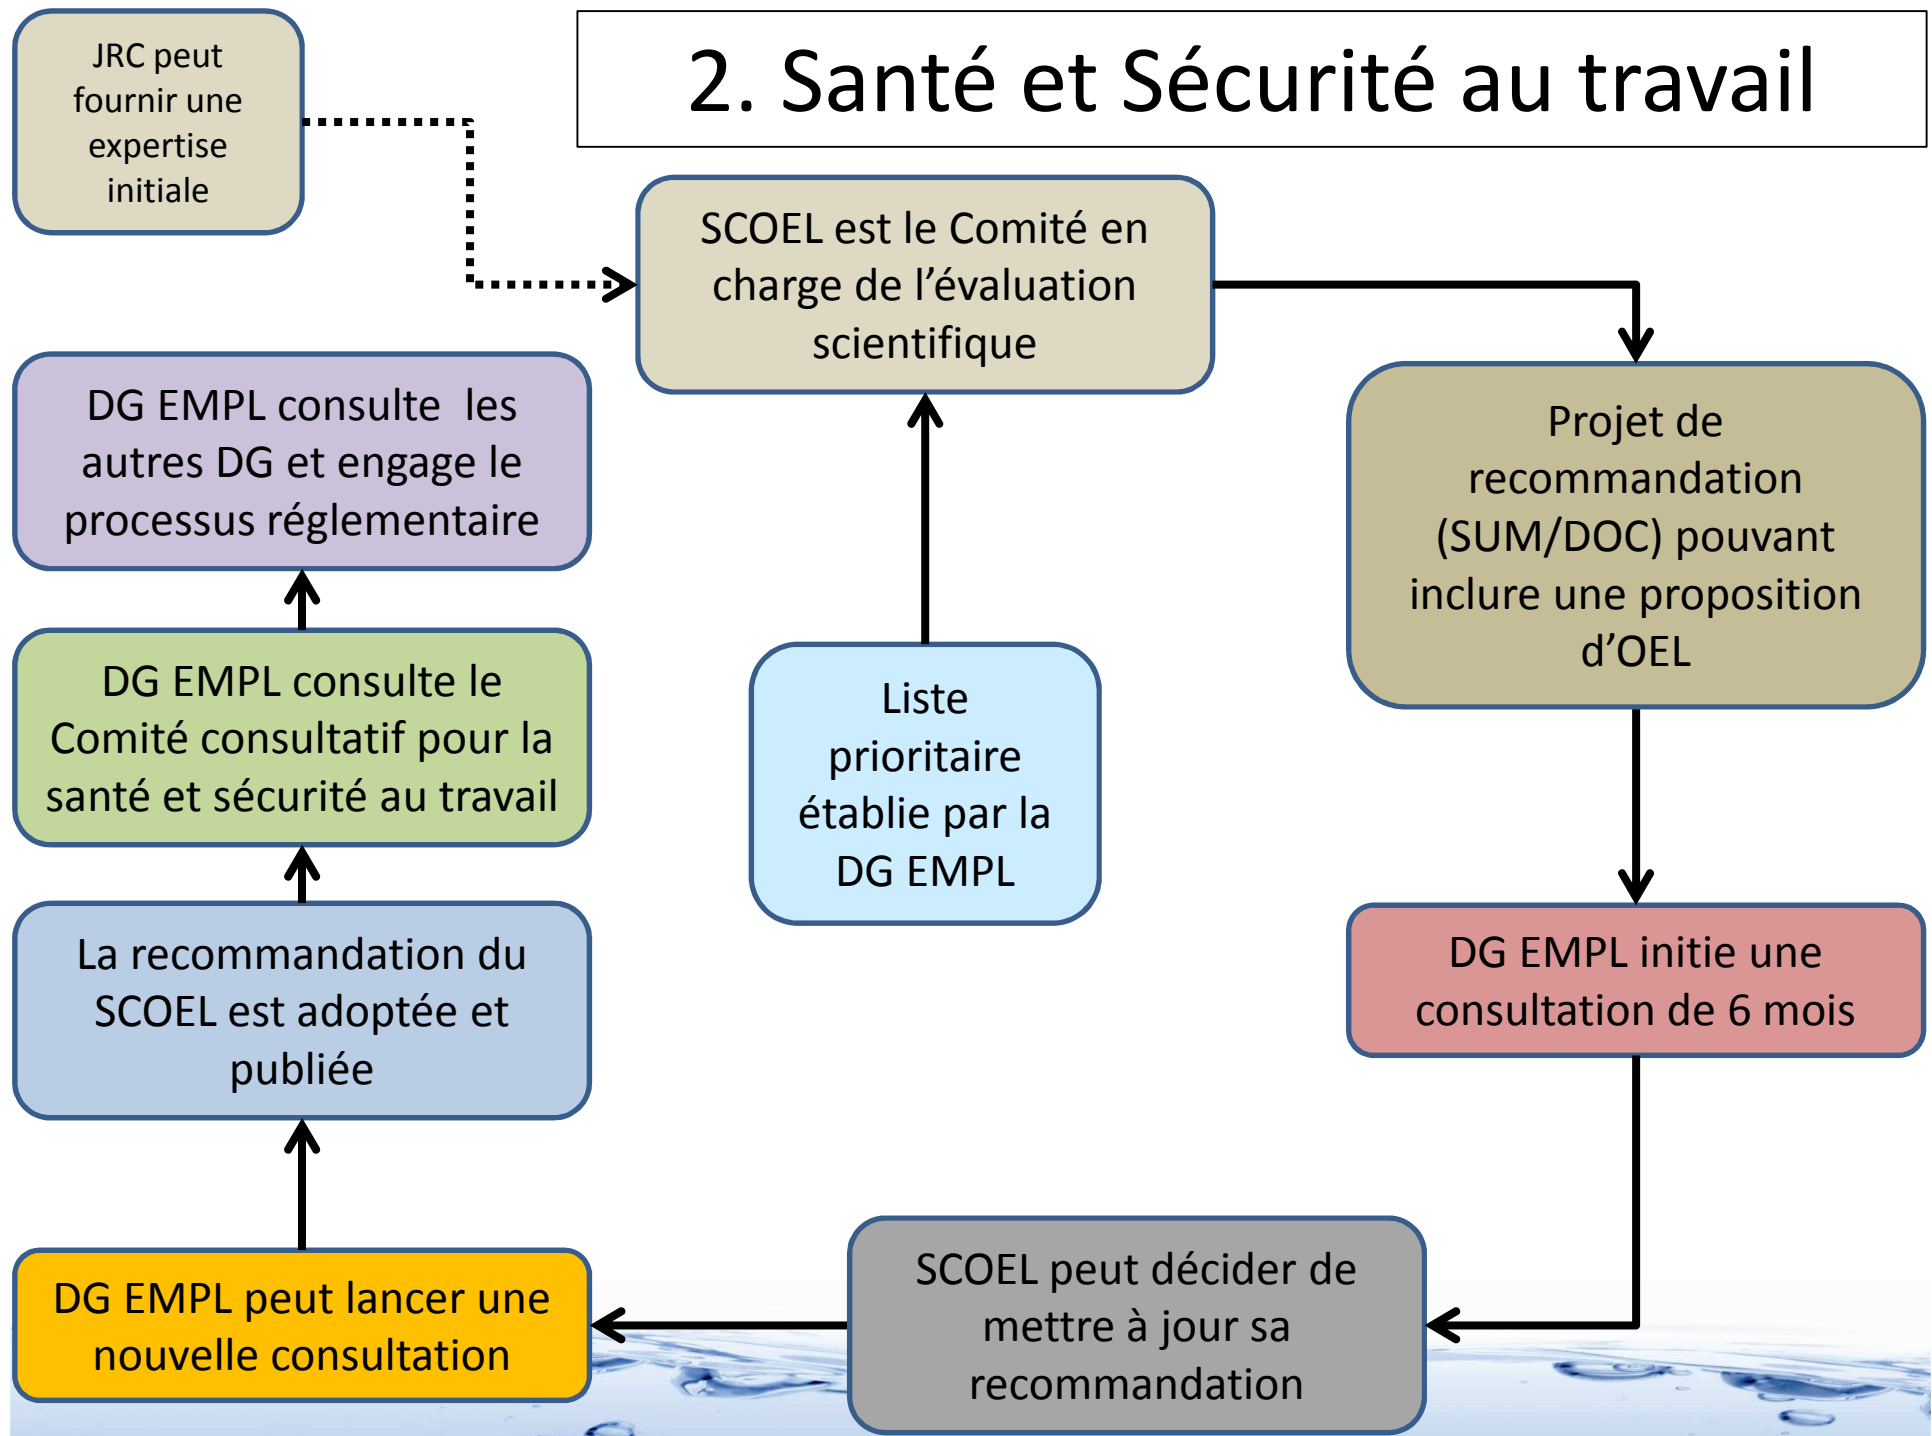 2. Santé et Sécurité au travail
JRC peut
fournir une
expertise
initiale
SCOEL est le Comité en
charge de l’évaluation
scientifique
Projet de
recommandation
(SUM/DOC) pouvant
inclure une proposition
d’OEL
DG EMPL consulte  les
autres DG et engage le
processus réglementaire
DG EMPL consulte le
Comité consultatif pour la
santé et sécurité au travail
Liste
prioritaire
établie par la
DG EMPL
La recommandation du
SCOEL est adoptée et
publiée
DG EMPL initie une
consultation de 6 mois
DG EMPL peut lancer une
nouvelle consultation
SCOEL peut décider de
mettre à jour sa
recommandation